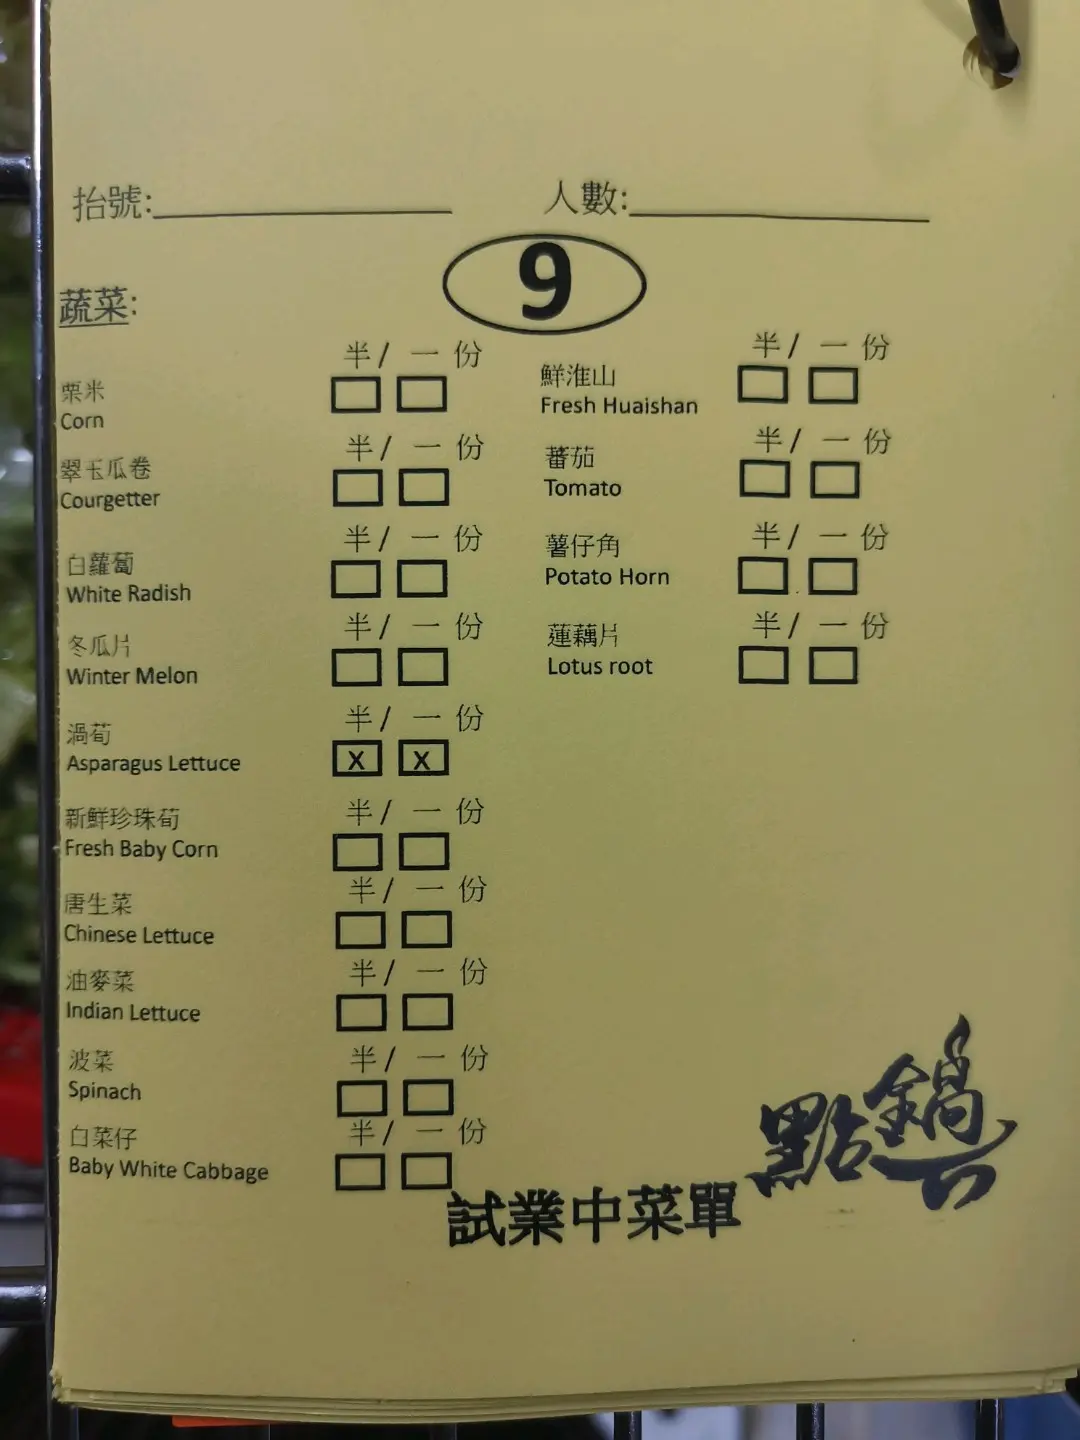 抬號:
人數:
9
蔬菜:
半/ 一 份
粟米
Corn
半/ 一 份
翠玉瓜卷
Courgetter
半/ 一 份
白蘿蔔
White Radish
半/ 一 份
冬瓜片
Winter Melon
半/ 一 份
渦荀
Asparagus Lettuce
X X
半/ 一 份
新鮮珍珠荀
Fresh Baby Corn
半/ 一 份
唐生菜
Chinese Lettuce
半/ 一 份
油麥菜
Indian Lettuce
半/ 一 份
波菜
Spinach
半/ 一 份
白菜仔
Baby White Cabbage
半/ 一 份
鮮淮山
Fresh Huaishan
半/ 一 份
蕃茄
Tomato
半/ 一 份
薯仔角
Potato Horn
半/ 一 份
蓮藕片
Lotus root
試業中菜單
點鍋